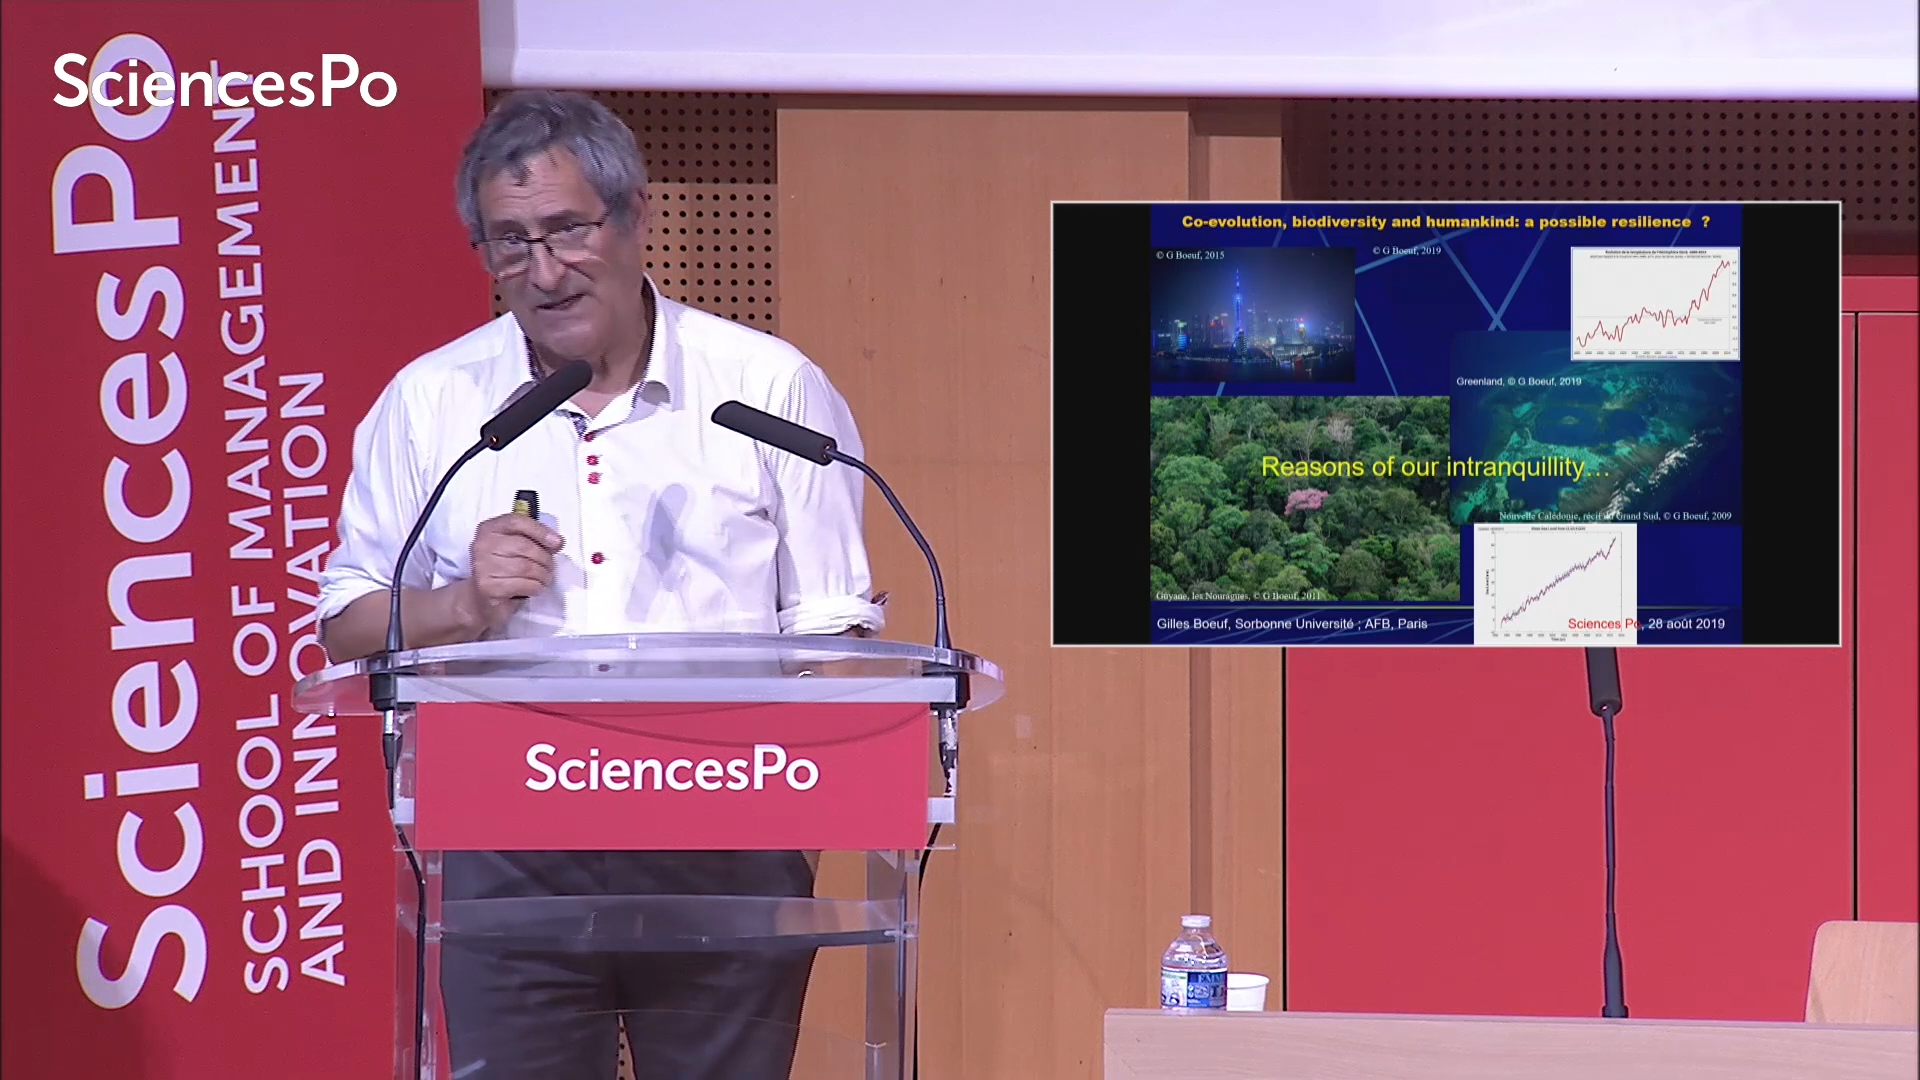 SciencesPo
SciencesPo
SCHOOL OF MANAGEMENT
AND INNOVATION
SciencesPo
Co-evolution, biodiversity and humankind: a possible resilience ?
© G Boeuf, 2015
© G Boeuf, 2019
Greenland, © G Boeuf, 2019
Reasons of our intranquillity…
Nouvelle Calédonie, récif du Grand Sud, © G Boeuf, 2009
Guyane, les Nouragues, © G Boeuf, 2011
Gilles Boeuf, Sorbonne Université ; AFB, Paris
Sciences Po, 28 août 2019